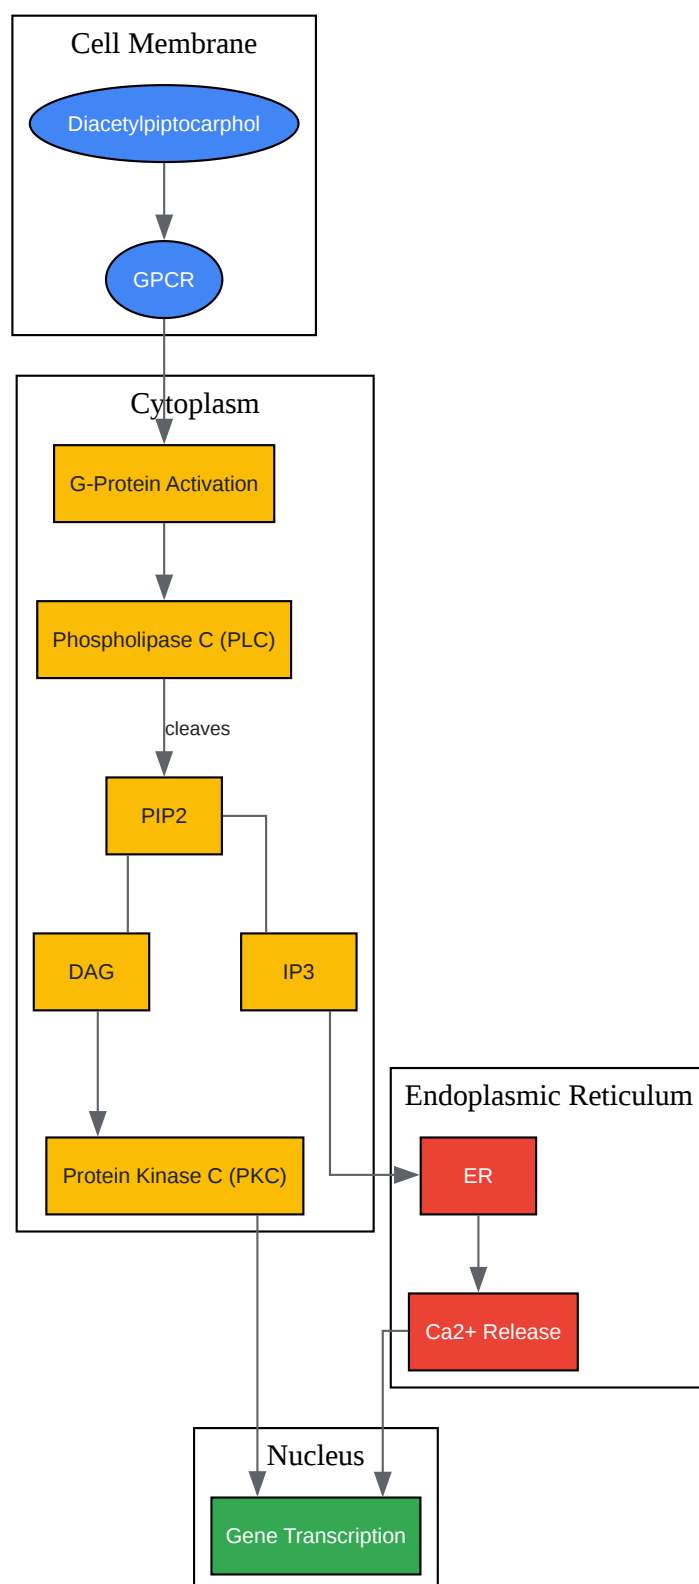 Cell Membrane
Diacetylpiptocarphol
GPCR
Cytoplasm
G-Protein Activation
Phospholipase C (PLC)
cleaves
PIP2
DAG
IP3
Endoplasmic Reticulum
Protein Kinase C (PKC)
ER
Ca2+ Release
Nucleus
Gene Transcription